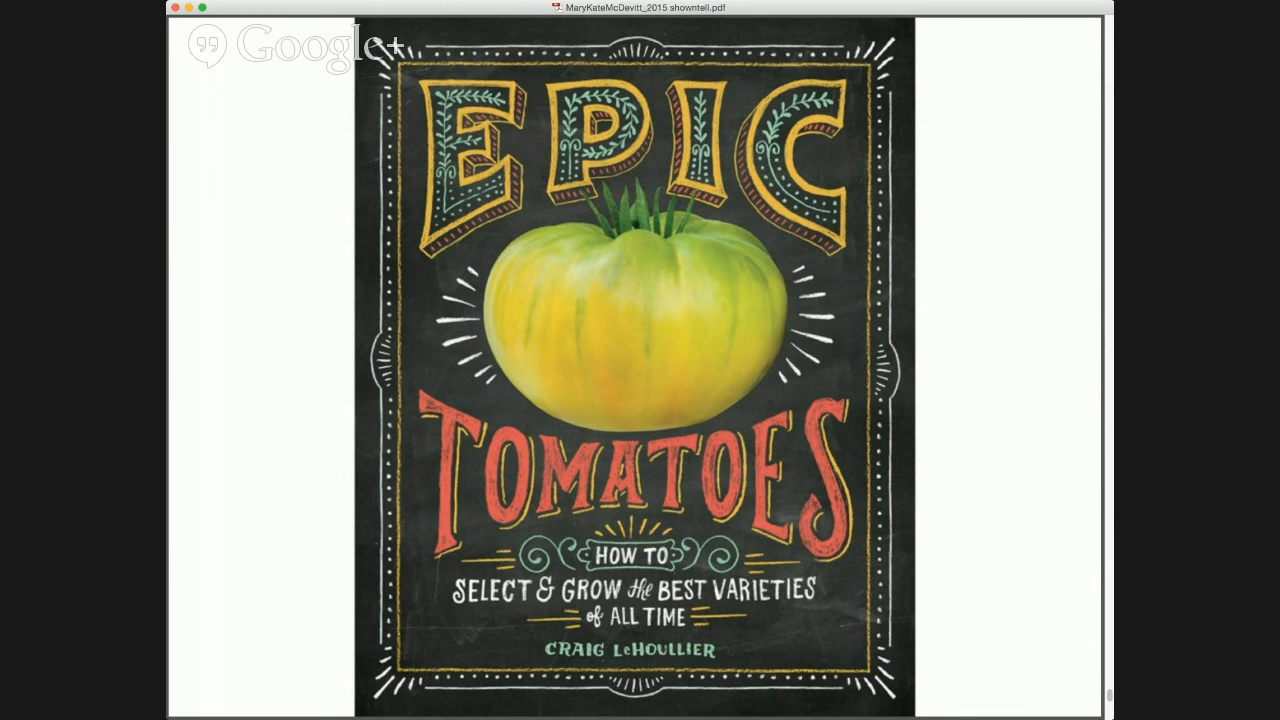 MaryKateMcDevitt_2015 showntell.pdf
Google+
EPIC
TOMATOES
HOW TO
SELECT & GROW the BEST VARIETIES
of ALL TIME
CRAIG LeHOULLIER